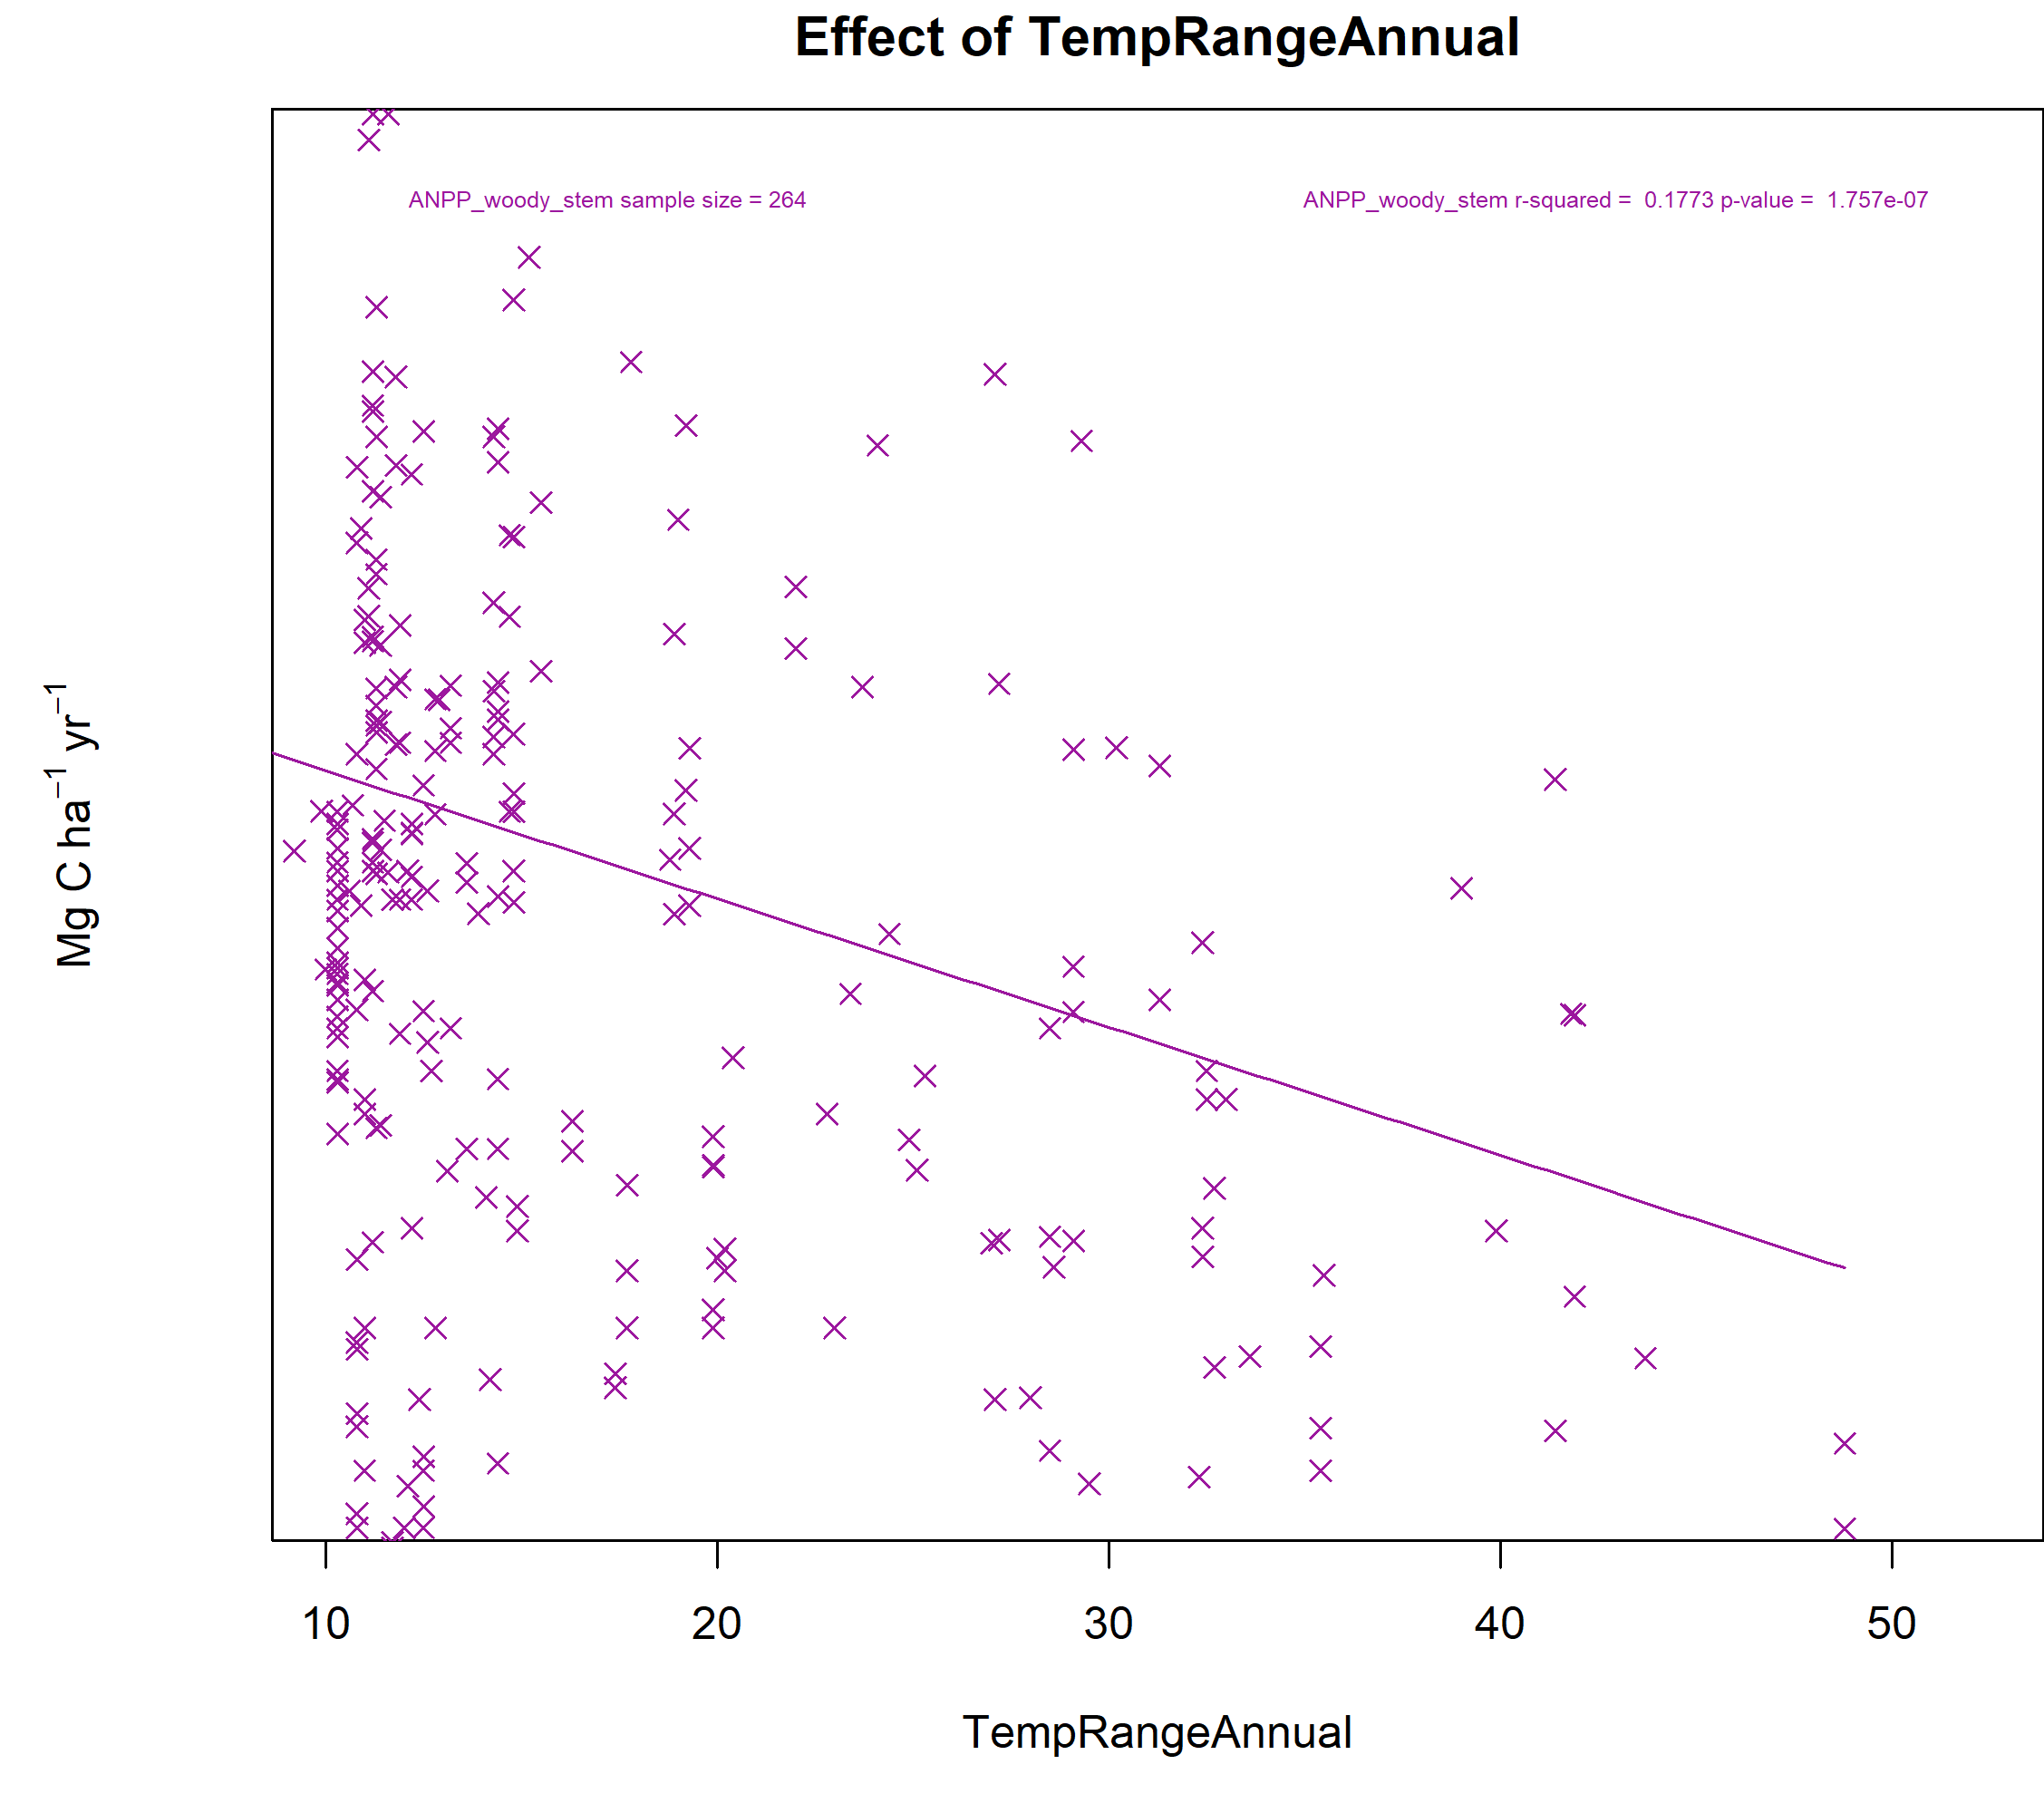 Effect of TempRangeAnnual
ANPP_woody_stem sample size = 264
ANPP_woody_stem r-squared =  0.1773 p-value =  1.757e-07
Mg C ha⁻¹ yr⁻¹
10 20 30 40 50
TempRangeAnnual